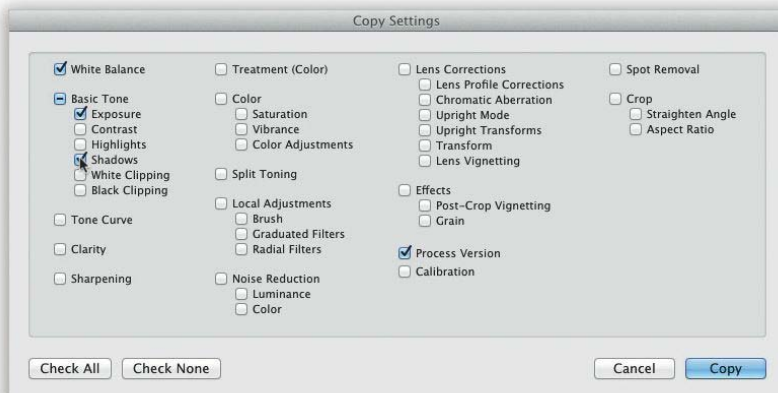 Copy Settings
White Balance
Basic Tone
Exposure
Contrast
Highlights
Shadows
White Clipping
Black Clipping
Tone Curve
Clarity
Sharpening
Treatment (Color)
Color
Saturation
Vibrance
Color Adjustments
Split Toning
Local Adjustments
Brush
Graduated Filters
Radial Filters
Noise Reduction
Luminance
Color
Lens Corrections
Lens Profile Corrections
Chromatic Aberration
Upright Mode
Upright Transforms
Transform
Lens Vignetting
Effects
Post-Crop Vignetting
Grain
Process Version
Calibration
Spot Removal
Crop
Straighten Angle
Aspect Ratio
Check All
Check None
Cancel
Copy